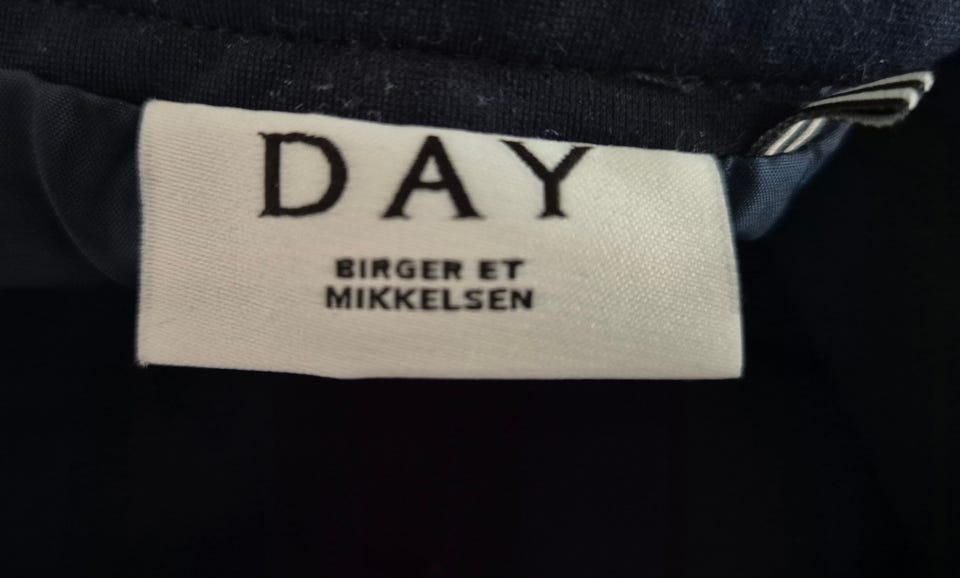 DAY
BIRGER ET
MIKKELSEN